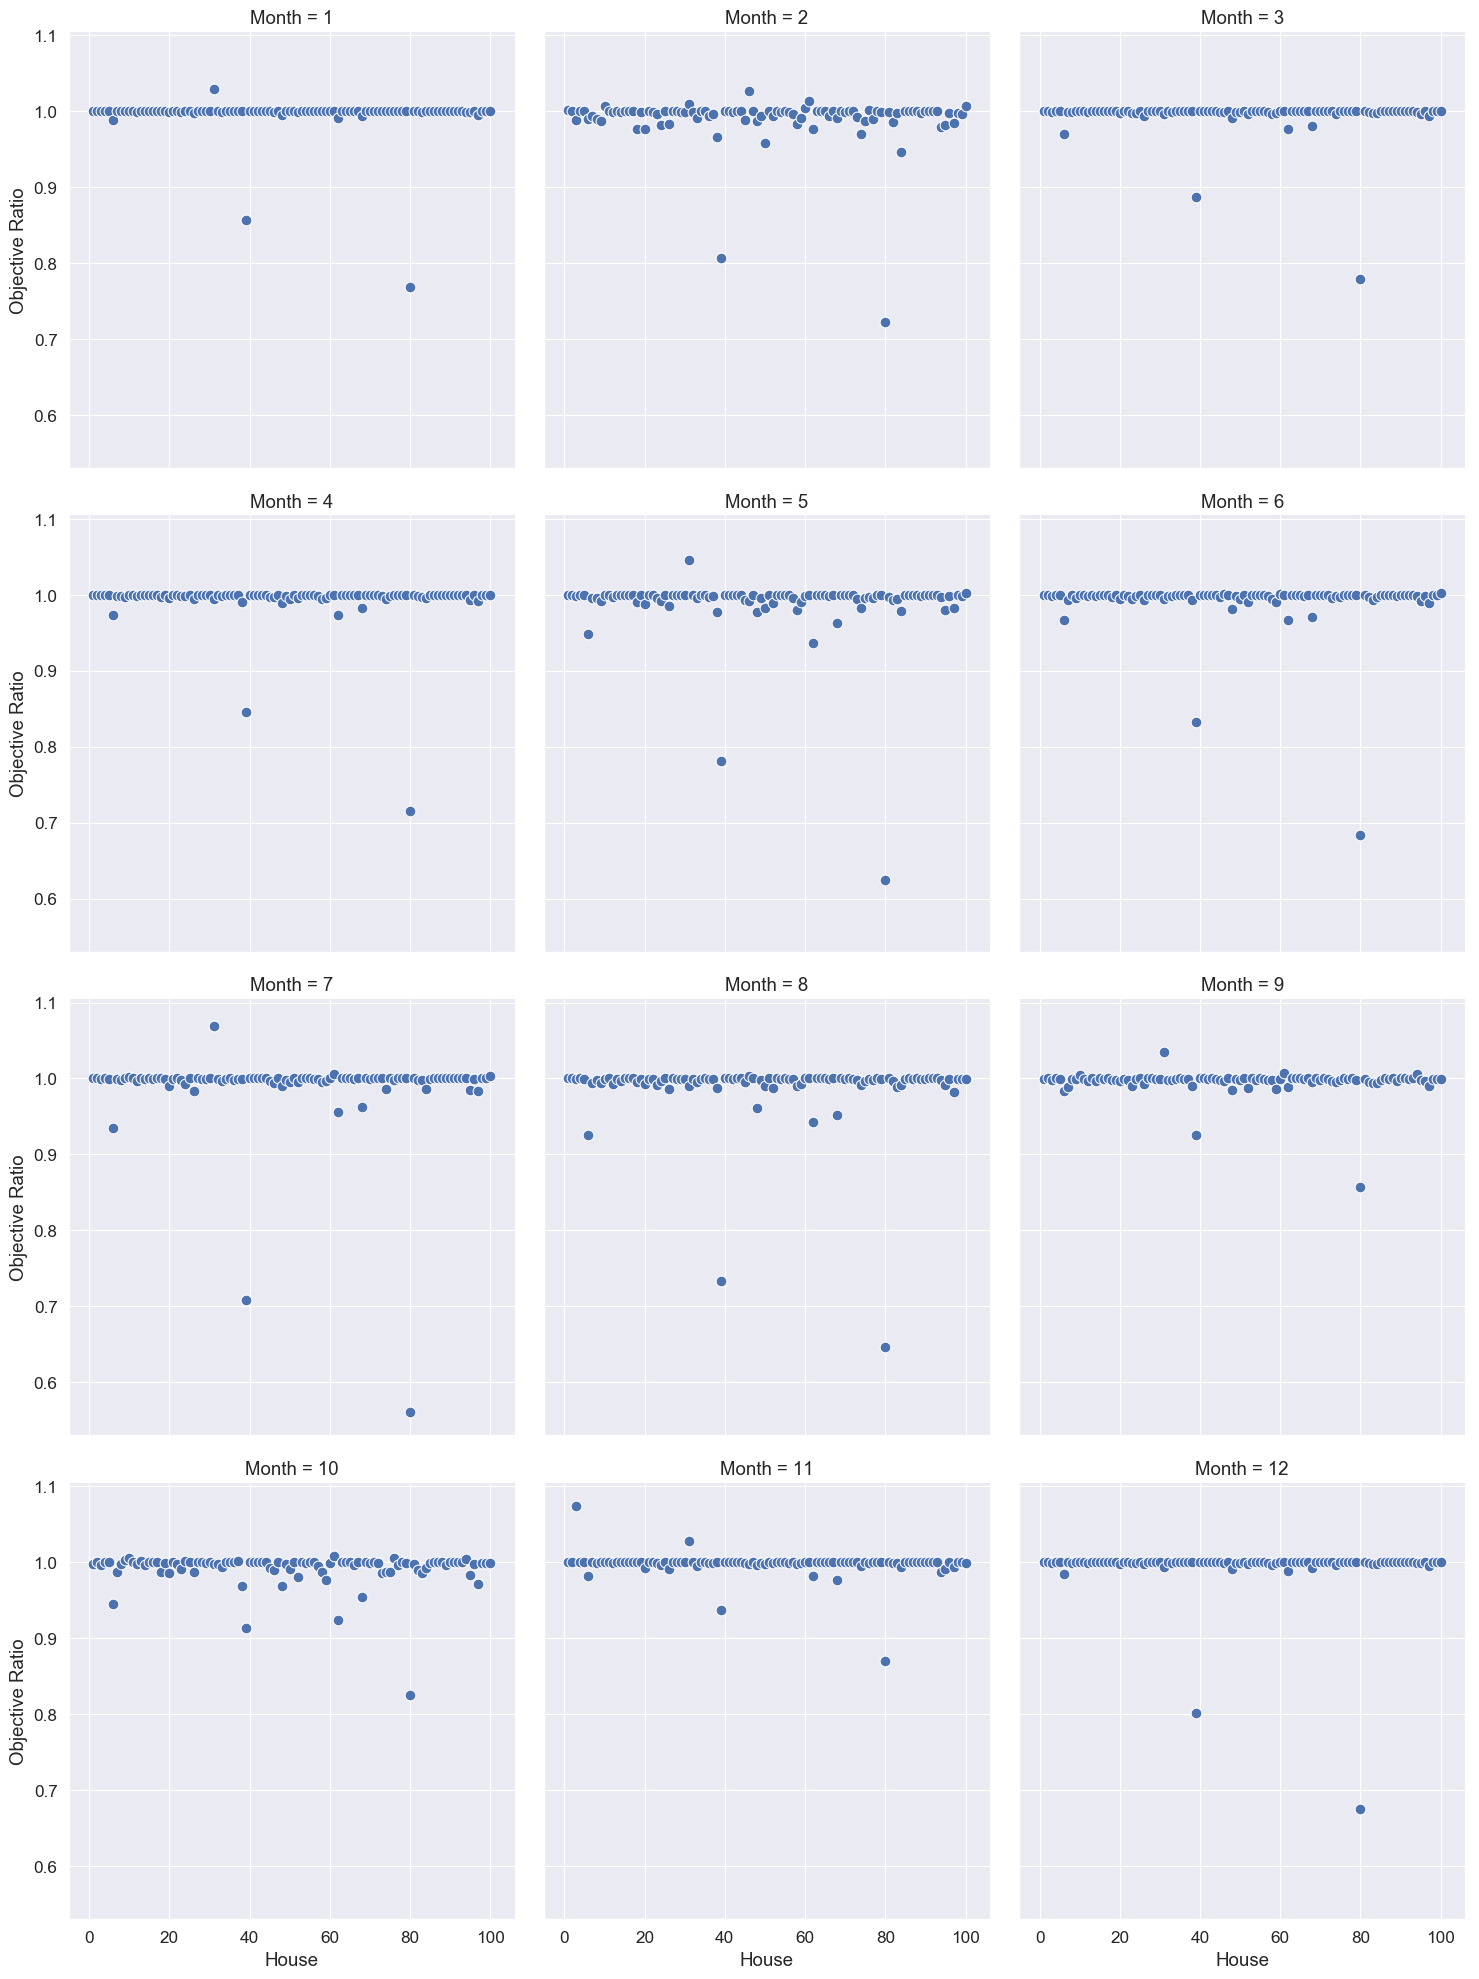 Month = 1
Month = 2
Month = 3
1.1
1.0
0.9
0.8
0.7
0.6
Objective Ratio
Month = 4
Month = 5
Month = 6
1.1
1.0
0.9
0.8
0.7
0.6
Objective Ratio
Month = 7
Month = 8
Month = 9
1.1
1.0
0.9
0.8
0.7
0.6
Objective Ratio
Month = 10
Month = 11
Month = 12
1.1
1.0
0.9
0.8
0.7
0.6
Objective Ratio
0 20 40 60 80 100
0 20 40 60 80 100
0 20 40 60 80 100
House
House
House